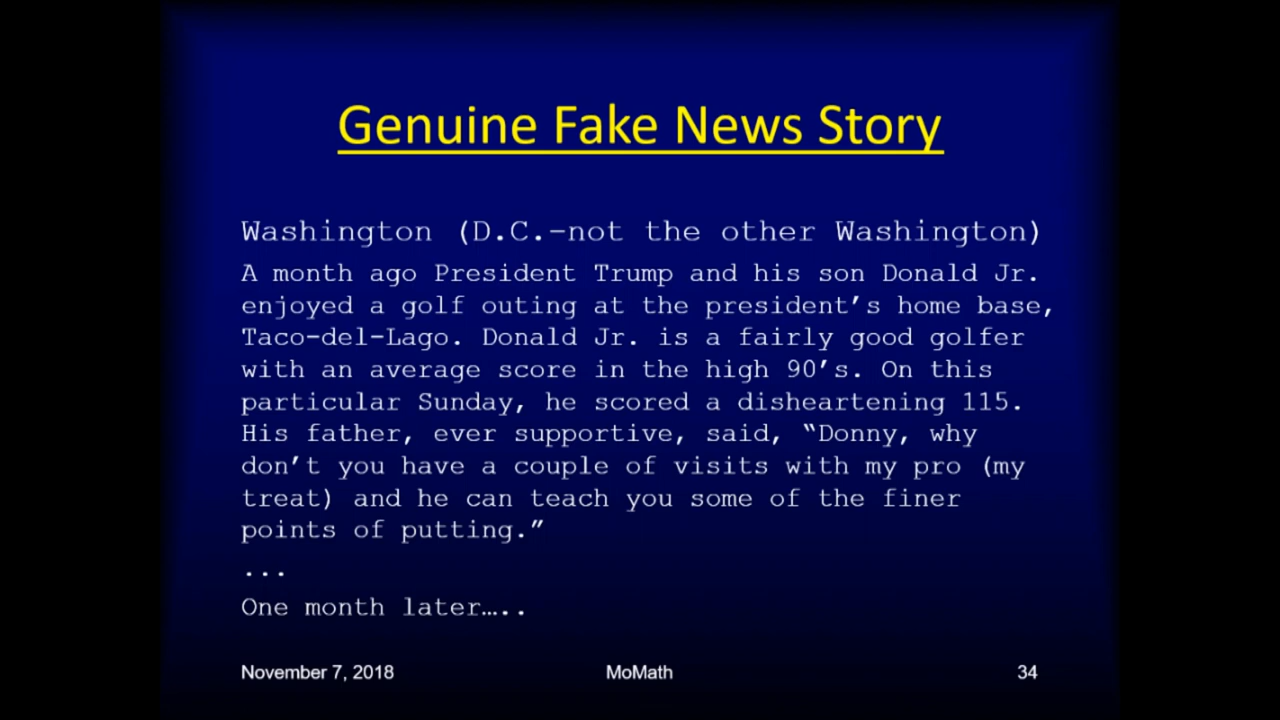 Genuine Fake News Story
Washington (D.C.–not the other Washington)
A month ago President Trump and his son Donald Jr.
enjoyed a golf outing at the president’s home base,
Taco-del-Lago. Donald Jr. is a fairly good golfer
with an average score in the high 90’s. On this
particular Sunday, he scored a disheartening 115.
His father, ever supportive, said, “Donny, why
don’t you have a couple of visits with my pro (my
treat) and he can teach you some of the finer
points of putting.”
...
One month later…..
November 7, 2018 MoMath 34